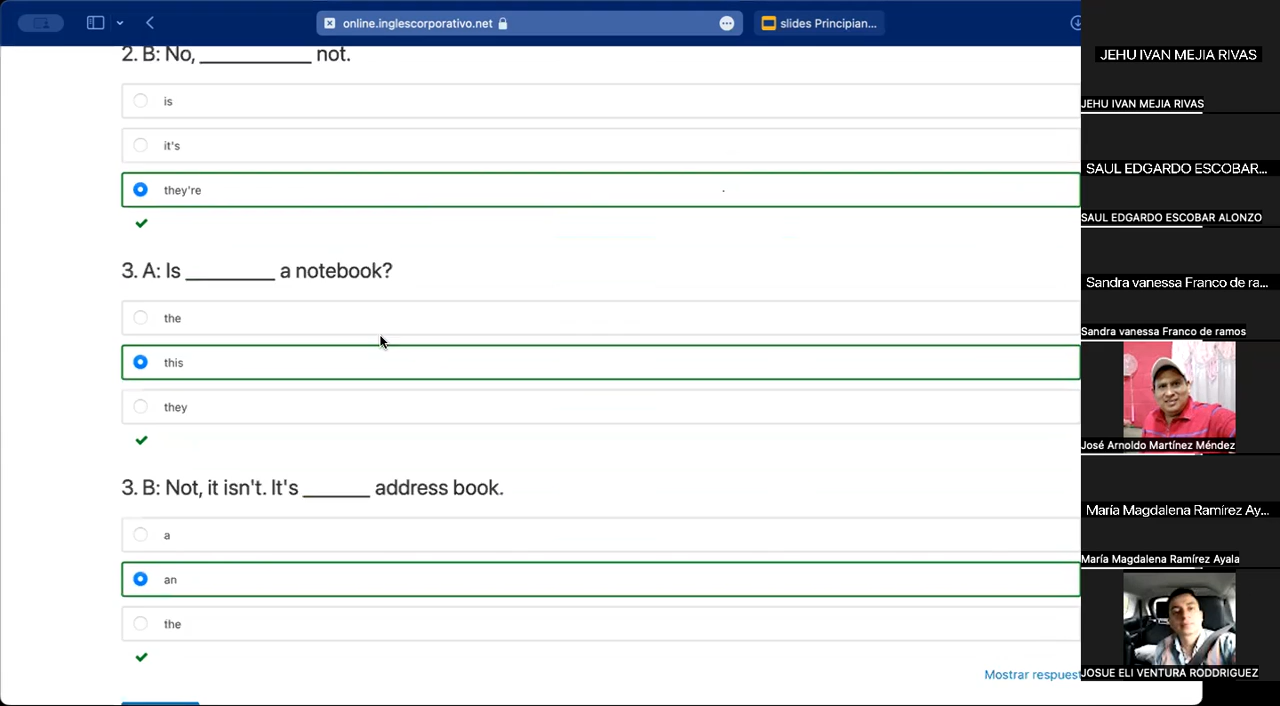 online.inglescorporativo.net
slides Principian...
2. B: No, ____________ not.
is
it's
they're
3. A: Is __________ a notebook?
the
this
they
3. B: Not, it isn't. It's _______ address book.
a
an
the
Mostrar respues
JEHU IVAN MEJIA RIVAS
JEHU IVAN MEJIA RIVAS
SAUL EDGARDO ESCOBAR...
SAUL EDGARDO ESCOBAR ALONZO
Sandra vanessa Franco de ra...
Sandra vanessa Franco de ramos
José Arnoldo Martínez Méndez
María Magdalena Ramírez Ay...
María Magdalena Ramírez Ayala
JOSUE ELI VENTURA RODDRIGUEZ